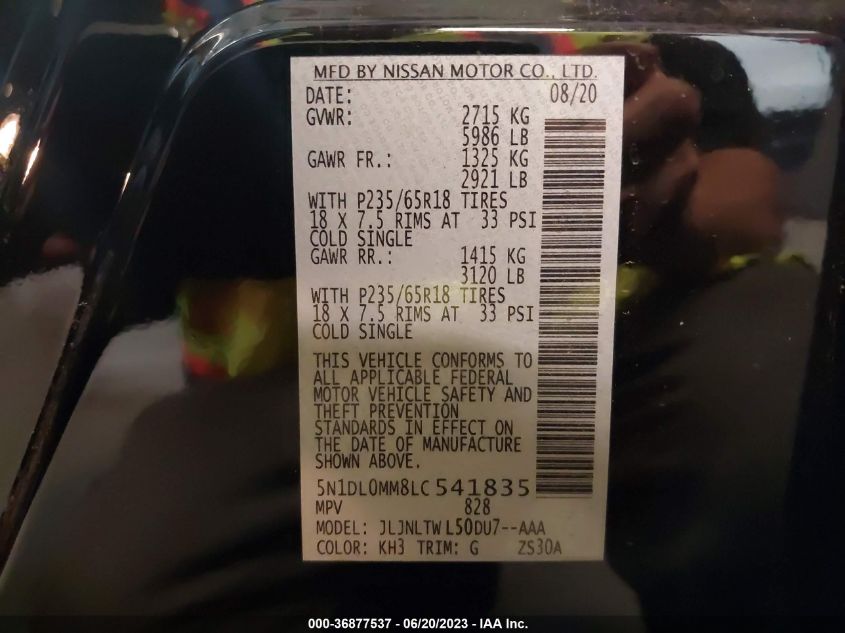 MFD BY NISSAN MOTOR CO., LTD.
DATE: 08/20
GVWR: 2715 KG
5986 LB
GAWR FR.: 1325 KG
2921 LB
WITH P235/65R18 TIRES
18 X 7.5 RIMS AT 33 PSI
COLD SINGLE
GAWR RR.: 1415 KG
3120 LB
WITH P235/65R18 TIRES
18 X 7.5 RIMS AT 33 PSI
COLD SINGLE
THIS VEHICLE CONFORMS TO
ALL APPLICABLE FEDERAL
MOTOR VEHICLE SAFETY AND
THEFT PREVENTION
STANDARDS IN EFFECT ON
THE DATE OF MANUFACTURE
SHOWN ABOVE.
5N1DL0MM8LC541835
MPV 828
MODEL: JLJNLTWL50DU7--AAA
COLOR: KH3 TRIM: G ZS30A
000-36877537 - 06/20/2023 - IAA Inc.